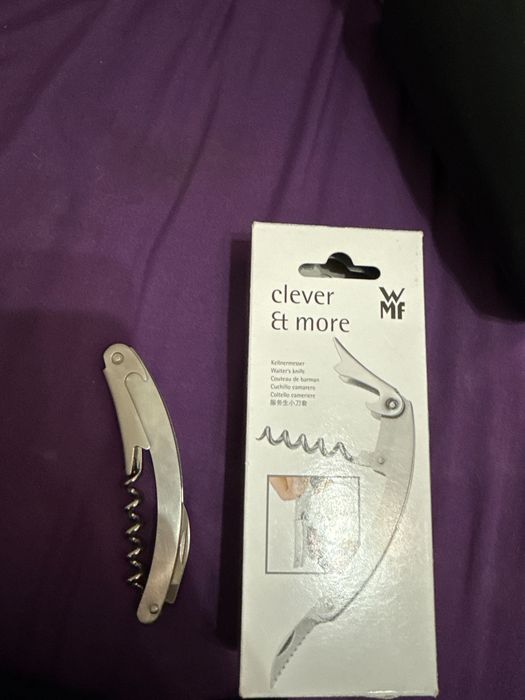 clever
& more
WMF
Kellnermesser
Waiter's knife
Couteau de barman
Cuchillo camarero
Coltello cameriere
服务生小刀套